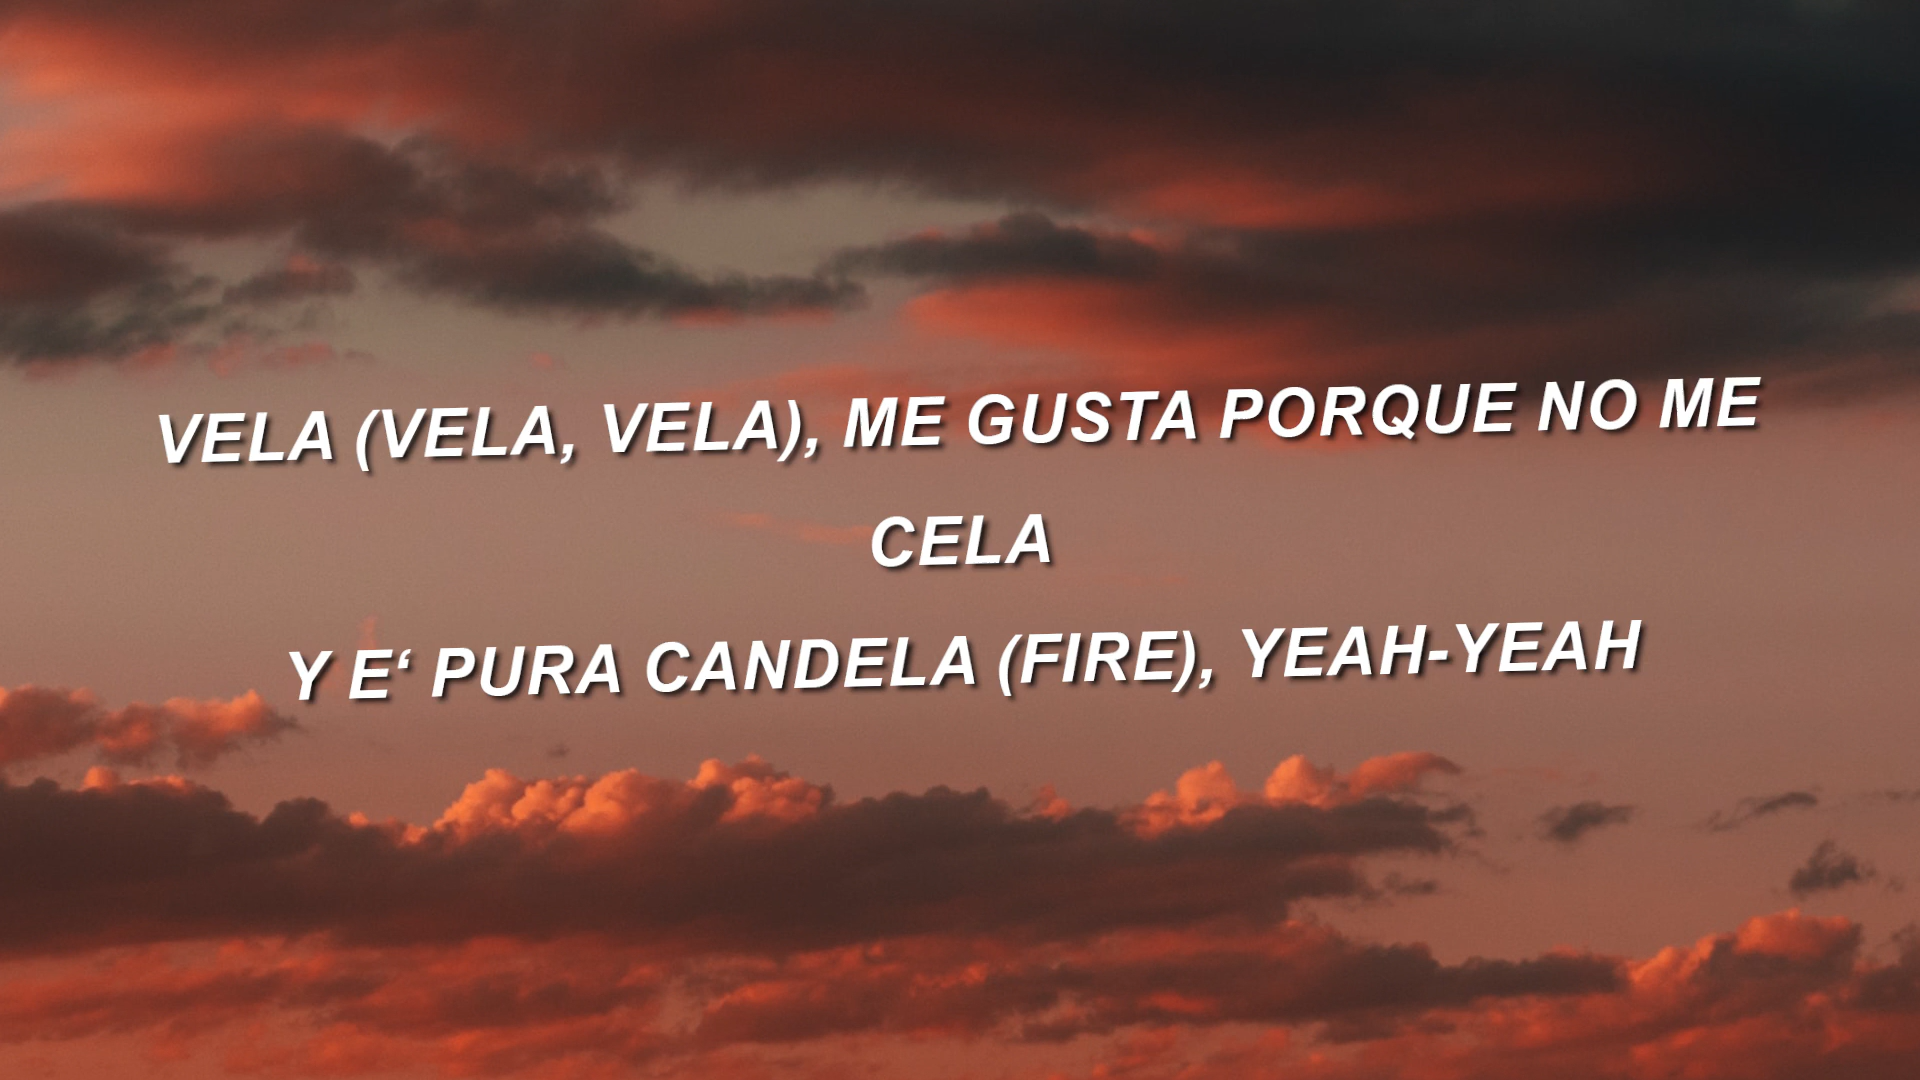 VELA (VELA, VELA), ME GUSTA PORQUE NO ME
CELA
Y E‘ PURA CANDELA (FIRE), YEAH-YEAH